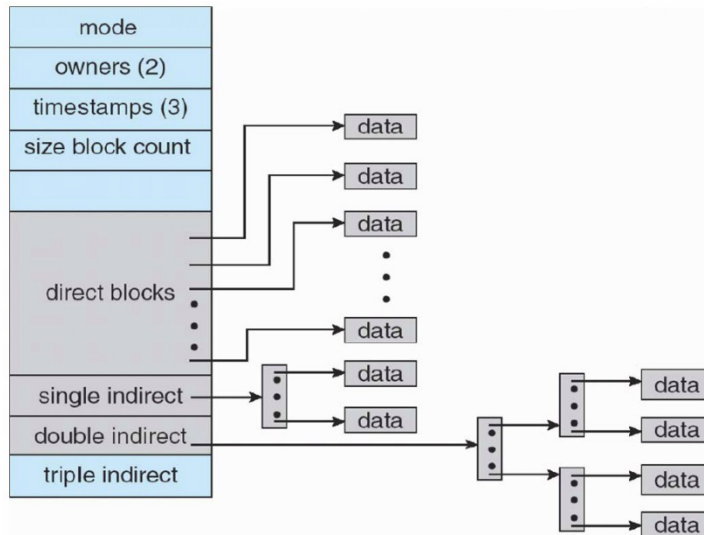 mode
owners (2)
timestamps (3)
size block count
data
data
direct blocks
data
data
single indirect
data
data
double indirect
triple indirect
data
data
data
data